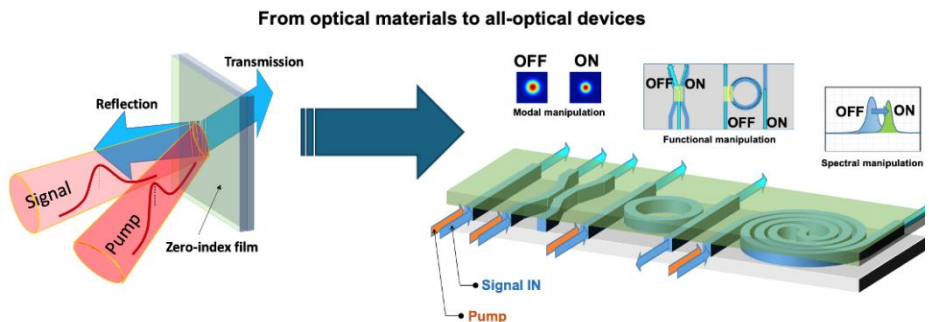 From optical materials to all-optical devices
Transmission
Reflection
Signal
Pump
Zero-index film
OFF ON
Modal manipulation
OFF ON
OFF ON
Functional manipulation
OFF ON
Spectral manipulation
Signal IN
Pump